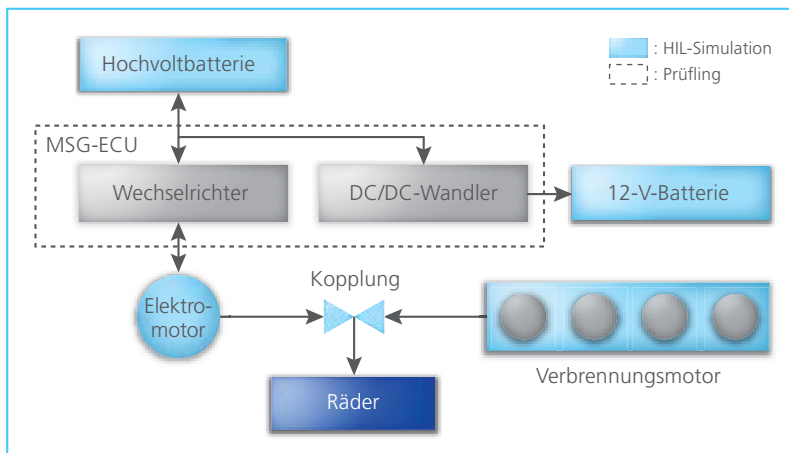 Hochvoltbatterie
: HIL-Simulation
: Prüfling
MSG-ECU
Wechselrichter
DC/DC-Wandler
12-V-Batterie
Kopplung
Elektro-
motor
Verbrennungsmotor
Räder